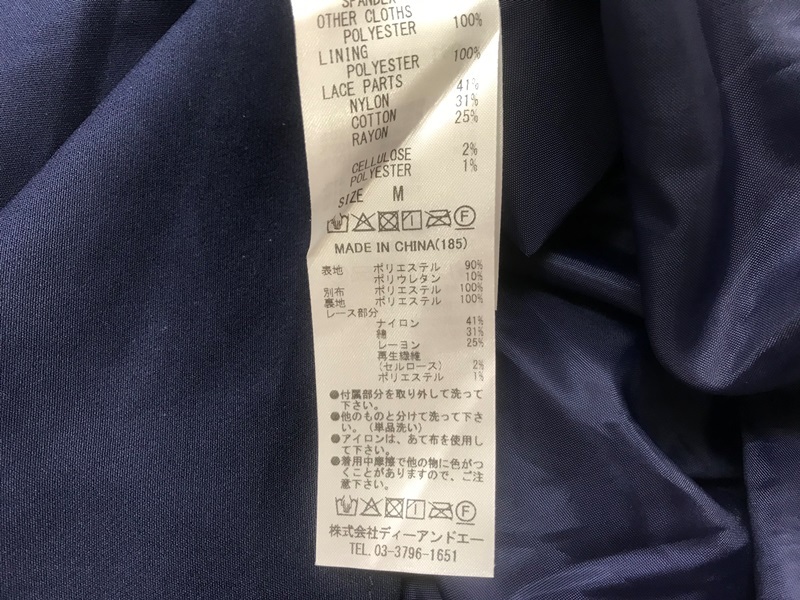 SPANDEX
OTHER CLOTHS
POLYESTER 100%
LINING
POLYESTER 100%
LACE PARTS
NYLON 41%
COTTON 31%
RAYON 25%
CELLULOSE 2%
POLYESTER 1%
SIZE M
MADE IN CHINA(185)
表地 ポリエステル 90%
ポリウレタン 10%
別布 ポリエステル 100%
裏地 ポリエステル 100%
レース部分
ナイロン 41%
綿 31%
レーヨン 25%
再生繊維
(セルロース) 2%
ポリエステル 1%
●付属部分を取り外して洗って
下さい。
●他のものと分けて洗って下さ
い。(単品洗い)
●アイロンは、あて布を使用し
て下さい。
●着用中摩擦で他の物に色がつ
くことがありますので、ご注
意下さい。
株式会社ディーアンドエー
TEL.03-3796-1651